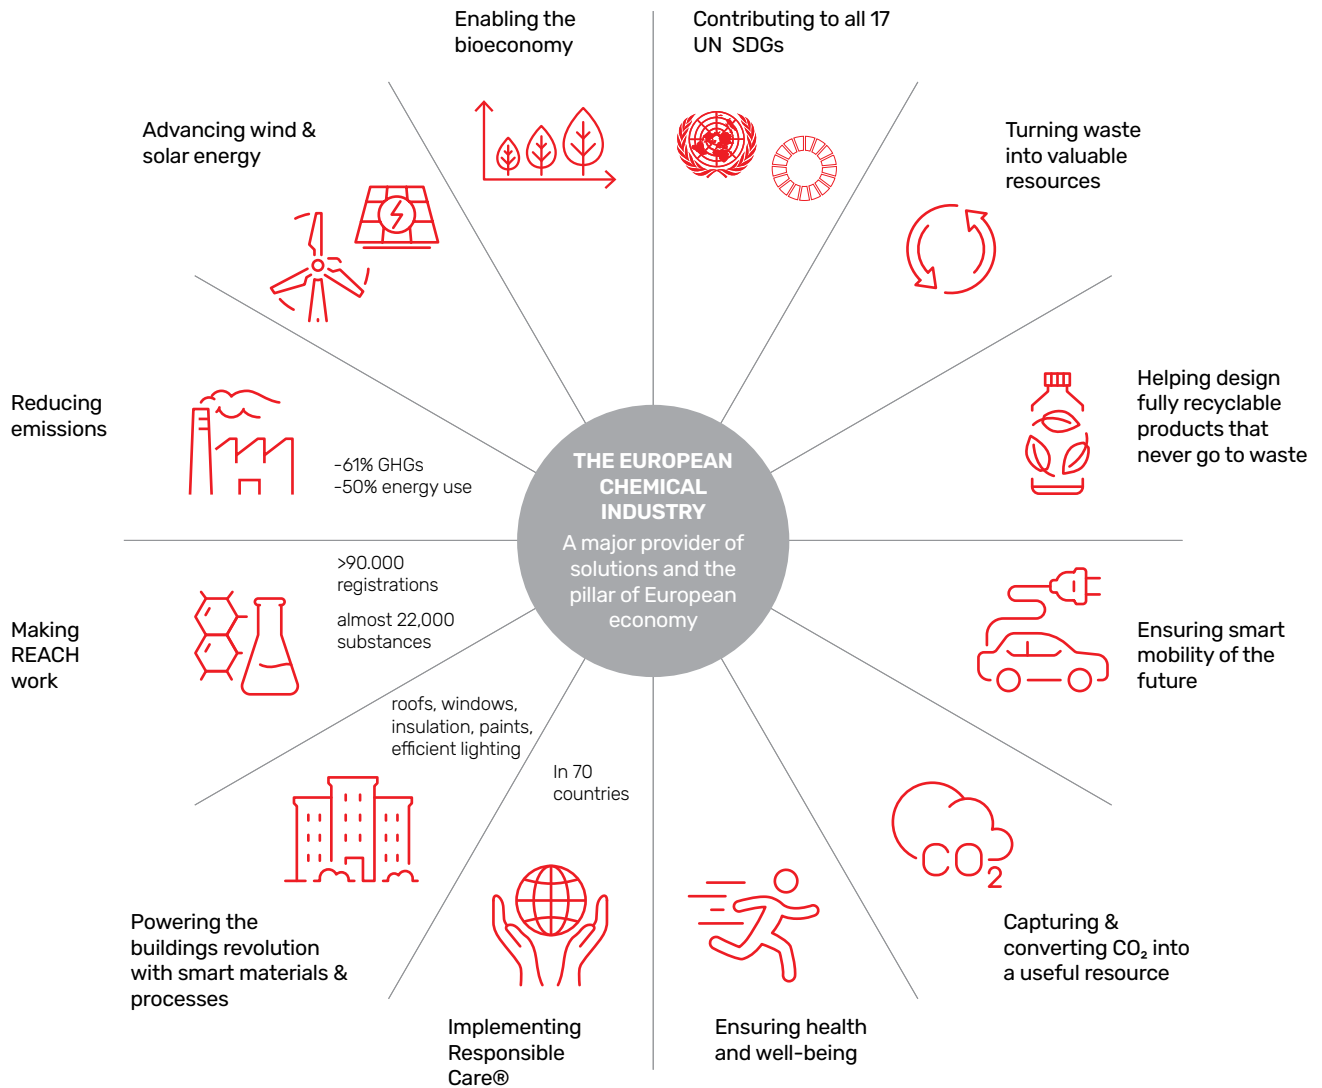 Enabling the
bioeconomy
Contributing to all 17
UN SDGs
Advancing wind &
solar energy
Turning waste
into valuable
resources
Reducing
emissions
-61% GHGs
-50% energy use
Helping design
fully recyclable
products that
never go to waste
THE EUROPEAN
CHEMICAL
INDUSTRY
A major provider of
solutions and the
pillar of European
economy
Making
REACH
work
>90.000
registrations
almost 22,000
substances
Ensuring smart
mobility of the
future
roofs, windows,
insulation, paints,
efficient lighting
Powering the
buildings revolution
with smart materials &
processes
In 70
countries
Implementing
Responsible
Care®
Ensuring health
and well-being
CO2
Capturing &
converting CO₂ into
a useful resource